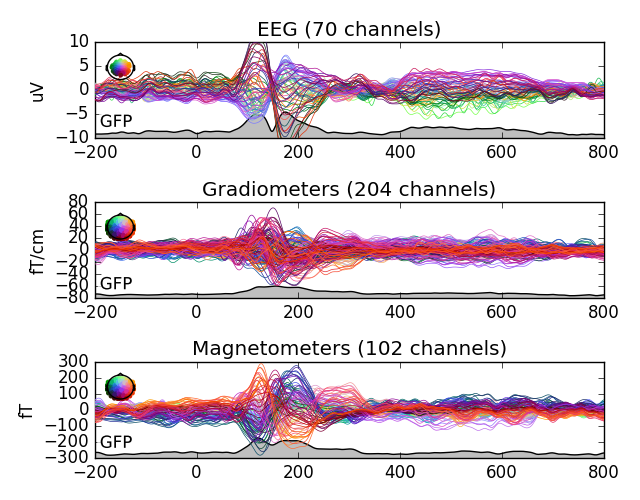 EEG (70 channels)
uV
10
5
0
−5
−10
GFP
−200 0 200 400 600 800
Gradiometers (204 channels)
fT/cm
80
60
40
20
0
−20
−40
−60
−80
GFP
−200 0 200 400 600 800
Magnetometers (102 channels)
fT
300
200
100
0
−100
−200
−300
GFP
−200 0 200 400 600 800